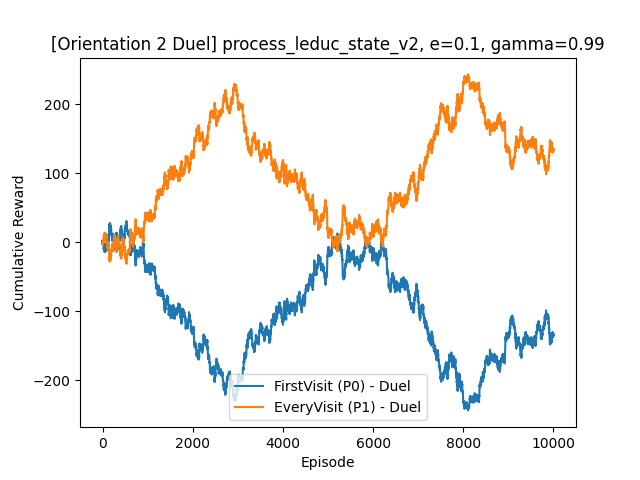 [Orientation 2 Duel] process_leduc_state_v2, e=0.1, gamma=0.99
Cumulative Reward
200
100
0
−100
−200
FirstVisit (P0) - Duel
EveryVisit (P1) - Duel
0
2000
4000
6000
8000
10000
Episode